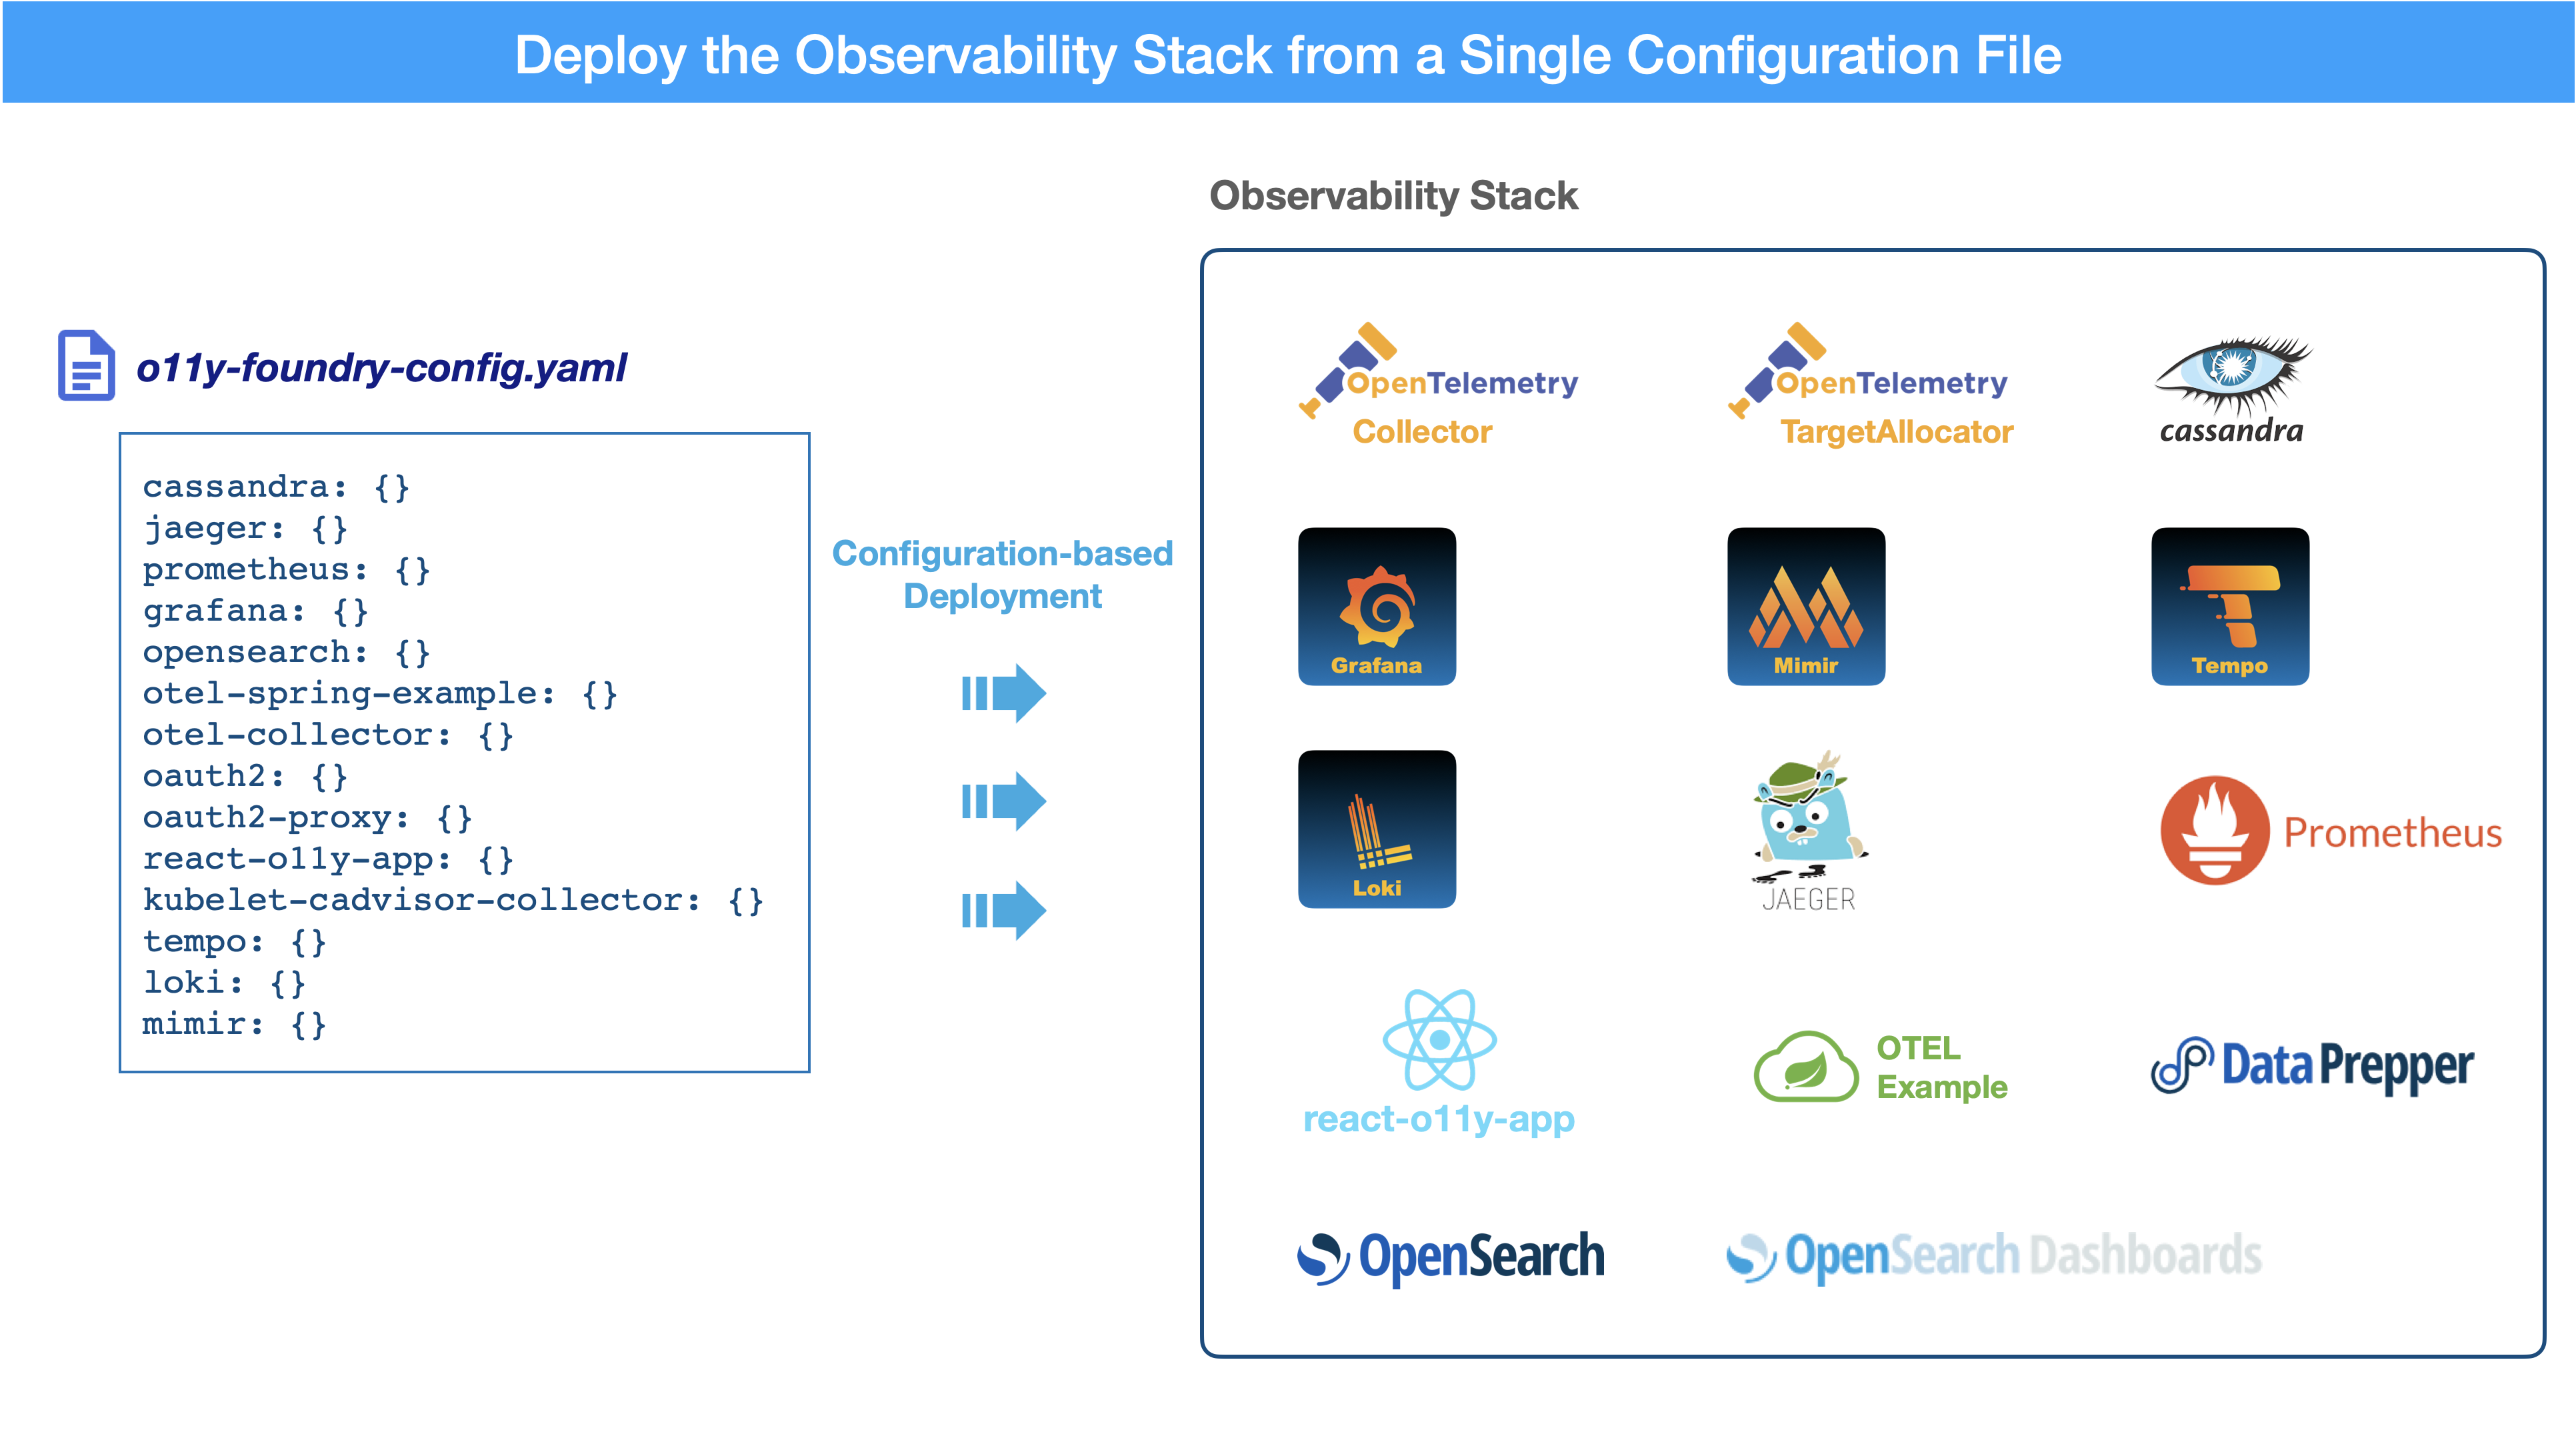 Deploy the Observability Stack from a Single Configuration File
Observability Stack
o11y-foundry-config.yaml
cassandra: {}
jaeger: {}
prometheus: {}
grafana: {}
opensearch: {}
otel-spring-example: {}
otel-collector: {}
oauth2: {}
oauth2-proxy: {}
react-o11y-app: {}
kubelet-cadvisor-collector: {}
tempo: {}
loki: {}
mimir: {}
Configuration-based
Deployment
OpenTelemetry
Collector
OpenTelemetry
TargetAllocator
cassandra
Grafana
Mimir
Tempo
Loki
JAEGER
Prometheus
react-o11y-app
OTEL
Example
Data Prepper
OpenSearch
OpenSearch Dashboards